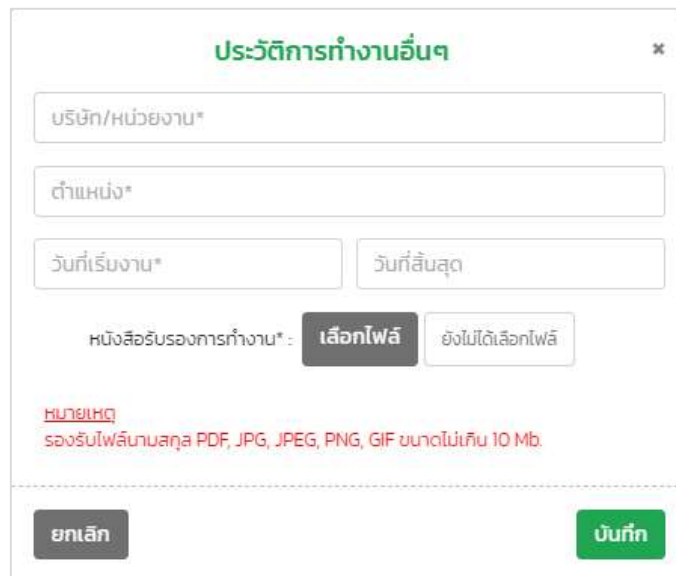 ประวัติการทำงานอื่นๆ
บริษัท/หน่วยงาน*
ตำแหน่ง*
วันที่เริ่มงาน* วันที่สิ้นสุด
หนังสือรับรองการทำงาน* : เลือกไฟล์ ยังไม่ได้เลือกไฟล์
หมายเหตุ
รองรับไฟล์นามสกุล PDF, JPG, JPEG, PNG, GIF ขนาดไม่เกิน 10 Mb.
ยกเลิก บันทึก